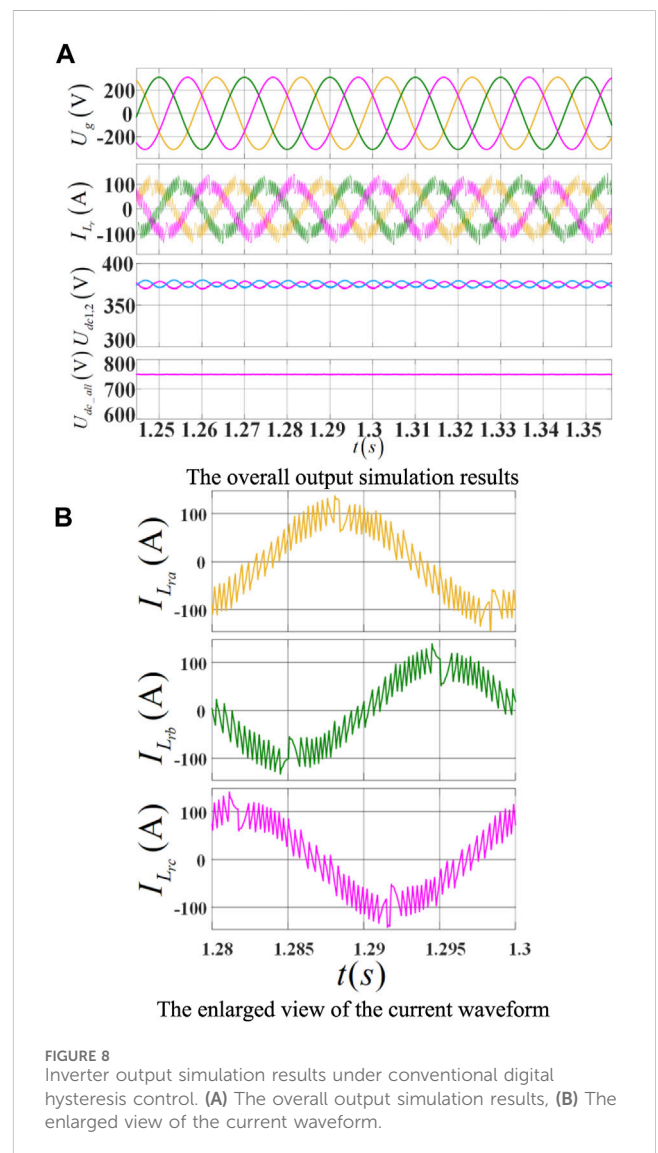 A
U_g (V)
200
0
-200
I_Lr (A)
100
0
-100
U_dc1,2 (V)
400
350
300
U_dc_all (V)
800
700
600
1.25 1.26 1.27 1.28 1.29 1.3 1.31 1.32 1.33 1.34 1.35
t(s)
The overall output simulation results
B
I_Lra (A)
100
0
-100
I_Lrb (A)
100
0
-100
I_Lrc (A)
100
0
-100
1.28 1.285 1.29 1.295 1.3
t(s)
The enlarged view of the current waveform
FIGURE 8
Inverter output simulation results under conventional digital
hysteresis control. (A) The overall output simulation results, (B) The
enlarged view of the current waveform.